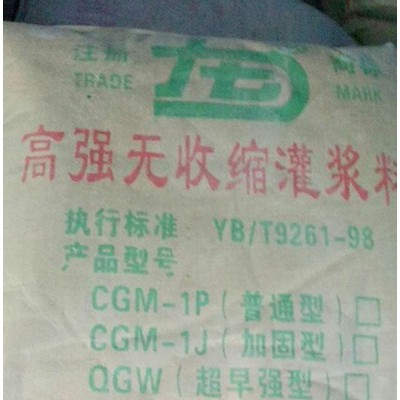 注册 商标
TRADE MARK
高强无收缩灌浆料
执行标准 YB/T9261-98
产品型号
CGM-1P(普通型)□
CGM-1J(加固型)□
QGW(超早强型)□